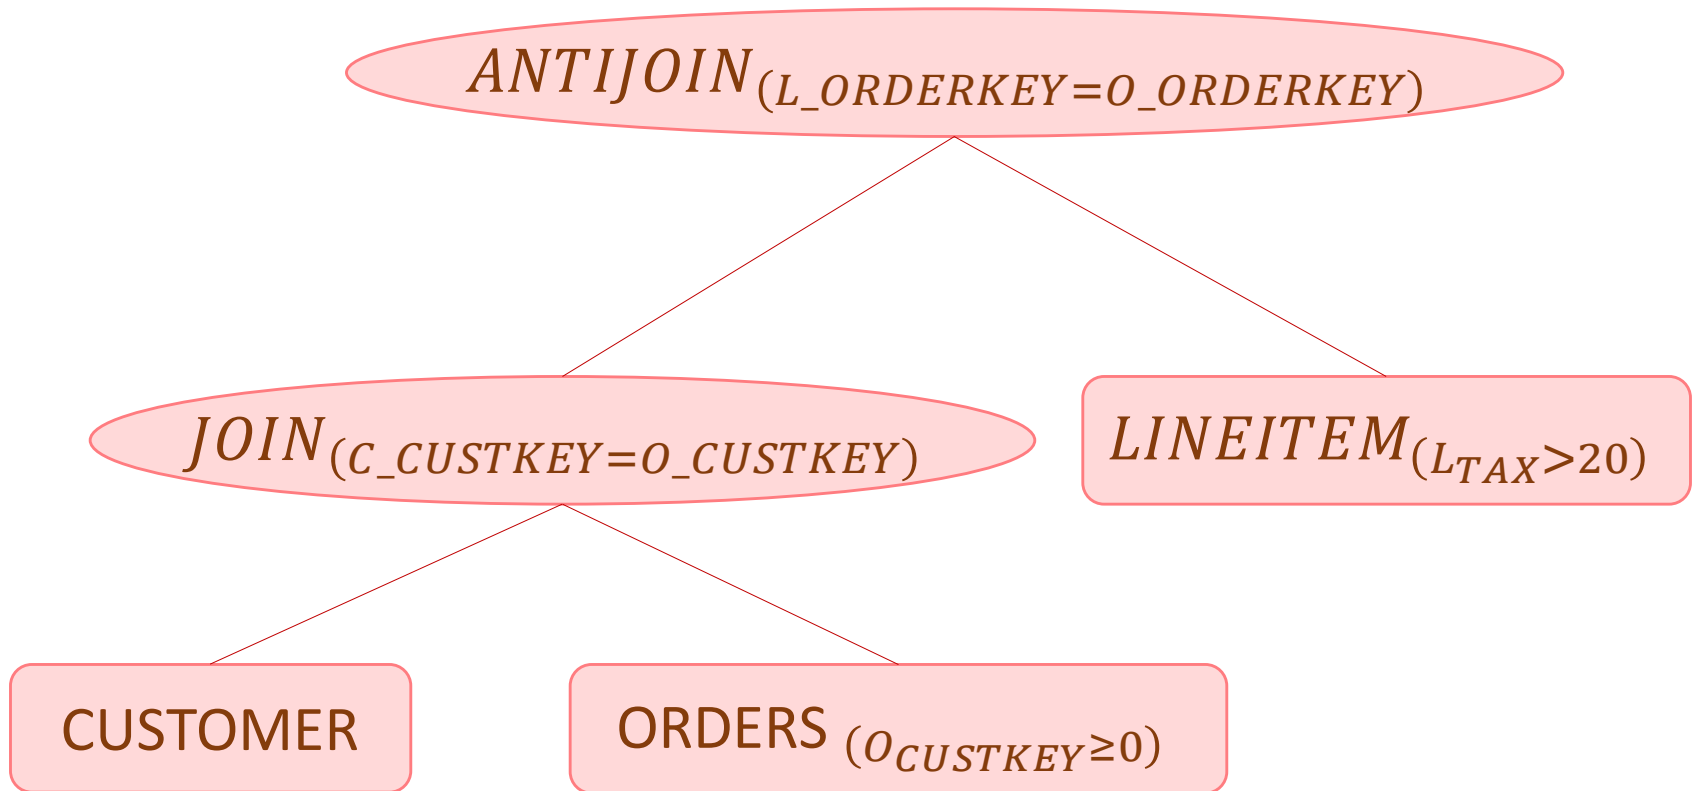 ANTIJOIN(L_ORDERKEY=O_ORDERKEY)
JOIN(C_CUSTKEY=O_CUSTKEY)
LINEITEM(L_TAX>20)
CUSTOMER
ORDERS (O_CUSTKEY≥0)